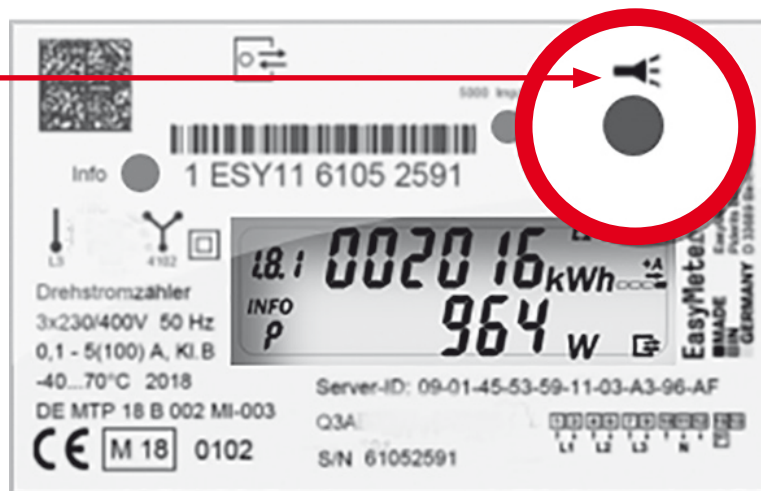 5000 Imp.
Info
1 ESY11 6105 2591
L3
4102
1.8.1 002016 kWh +A
INFO
P 964 W
Drehstromzähler
3x230/400V 50 Hz
0,1 - 5(100) A, Kl.B
-40...70°C 2018
DE MTP 18 B 002 MI-003
CE M 18 0102
Server-ID: 09-01-45-53-59-11-03-A3-96-AF
Q3A
S/N 61052591
L1 L2 L3 N
EasyMeter
MADE
IN
GERMANY